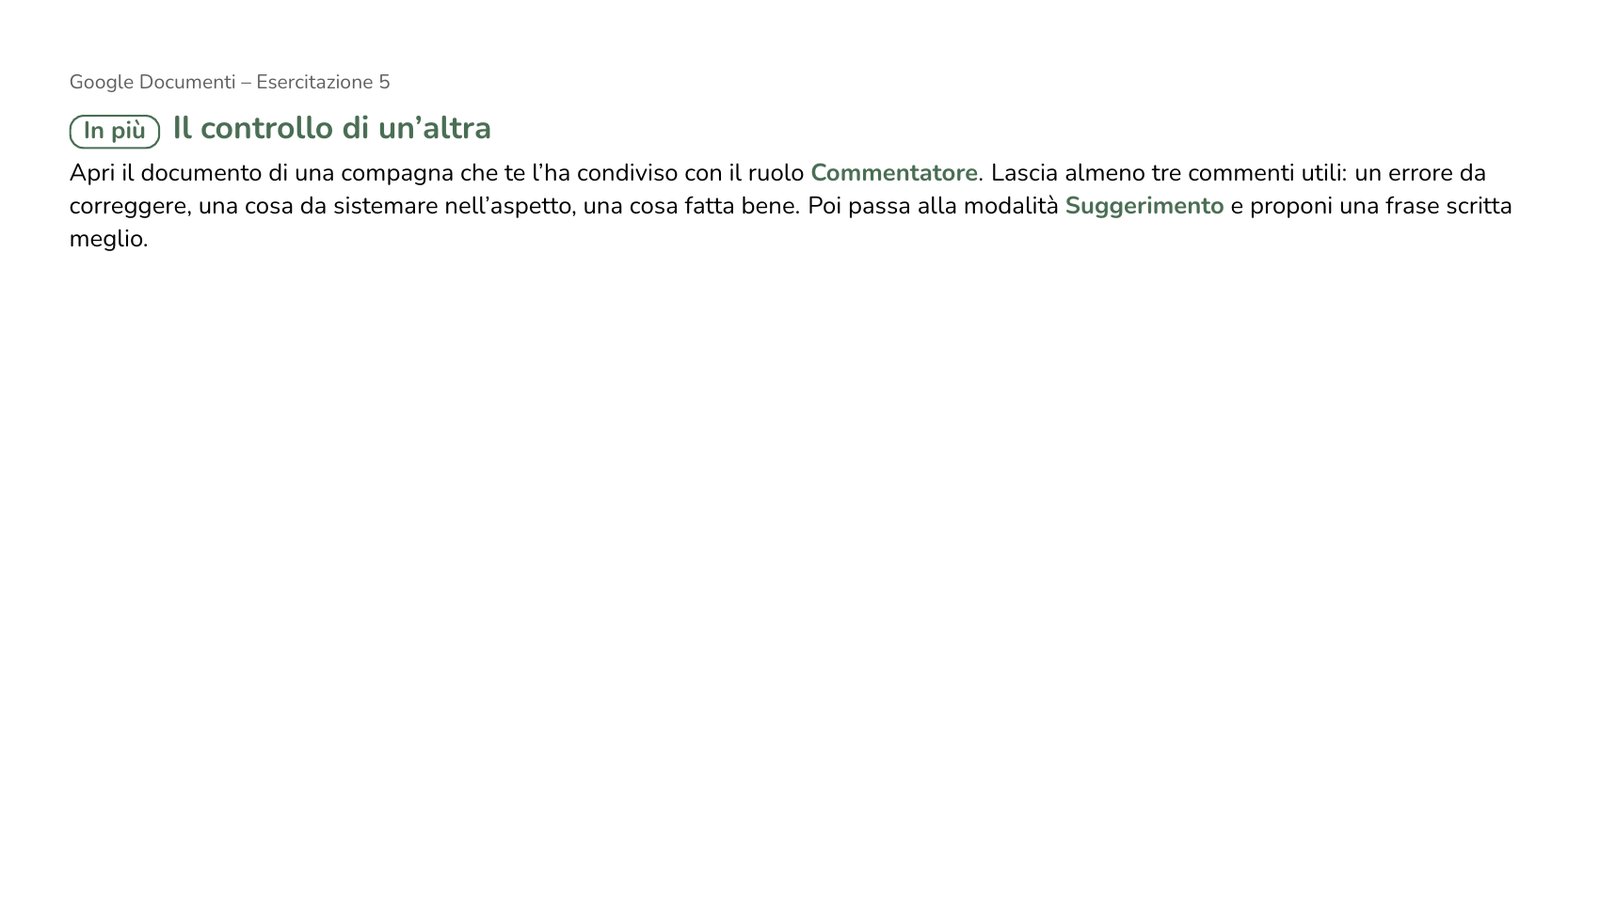 Google Documenti – Esercitazione 5
In più Il controllo di un’altra
Apri il documento di una compagna che te l’ha condiviso con il ruolo Commentatore. Lascia almeno tre commenti utili: un errore da
correggere, una cosa da sistemare nell’aspetto, una cosa fatta bene. Poi passa alla modalità Suggerimento e proponi una frase scritta
meglio.